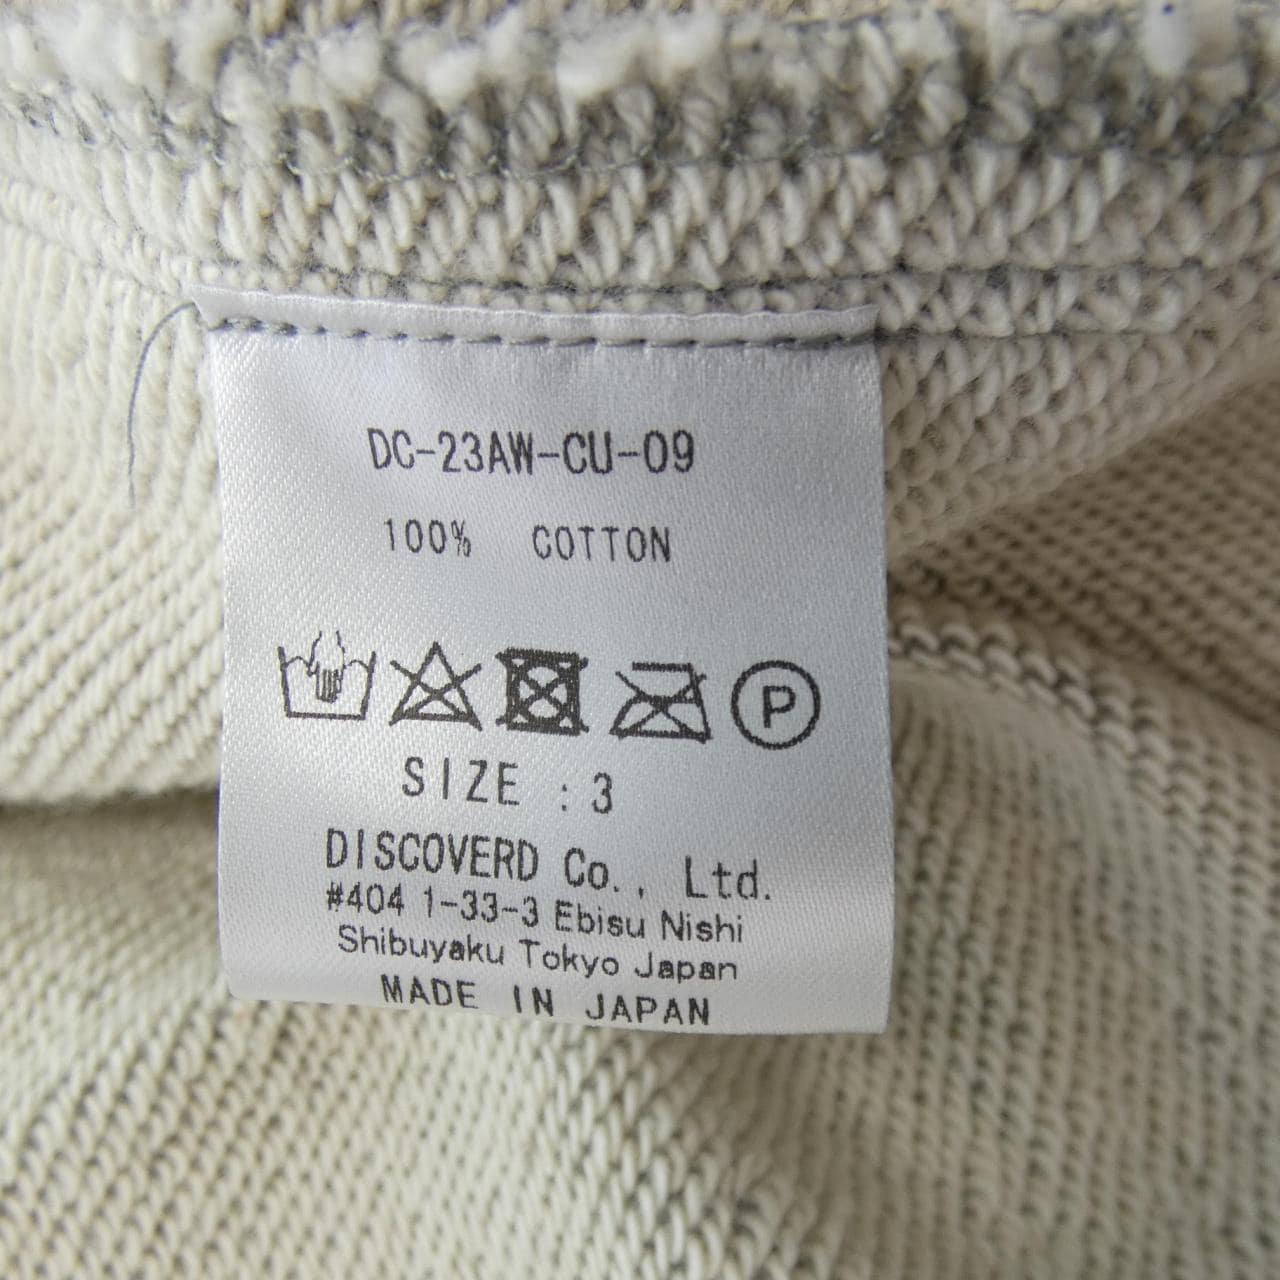 DC-23AW-CU-09
100% COTTON
P
SIZE : 3
DISCOVERD Co., Ltd.
#404 1-33-3 Ebisu Nishi
Shibuyaku Tokyo Japan
MADE IN JAPAN